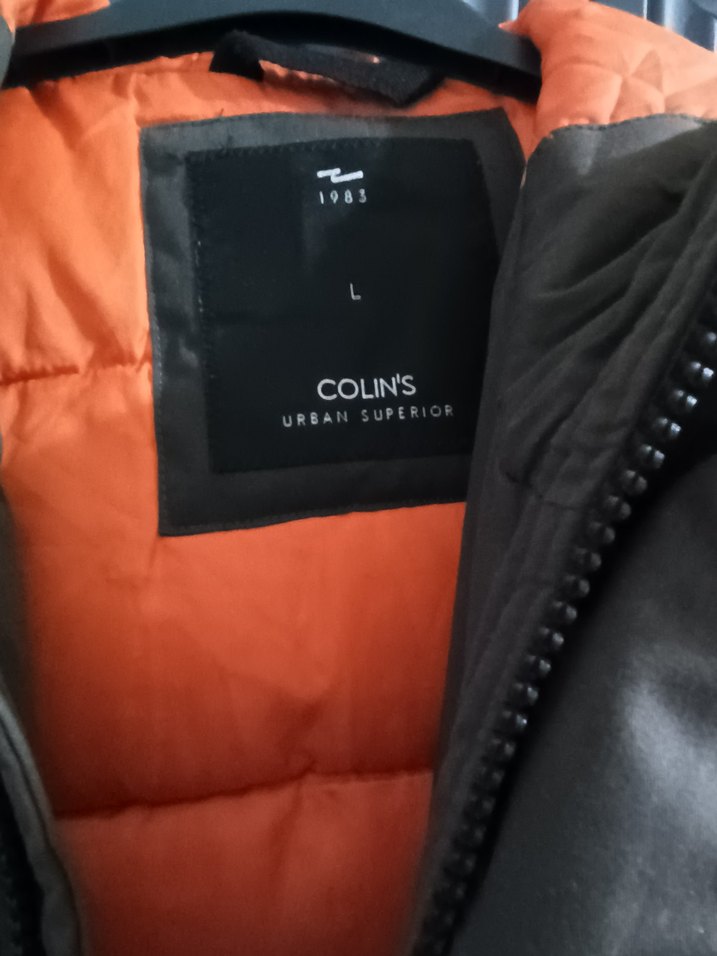 1983
L
COLIN'S
URBAN SUPERIOR